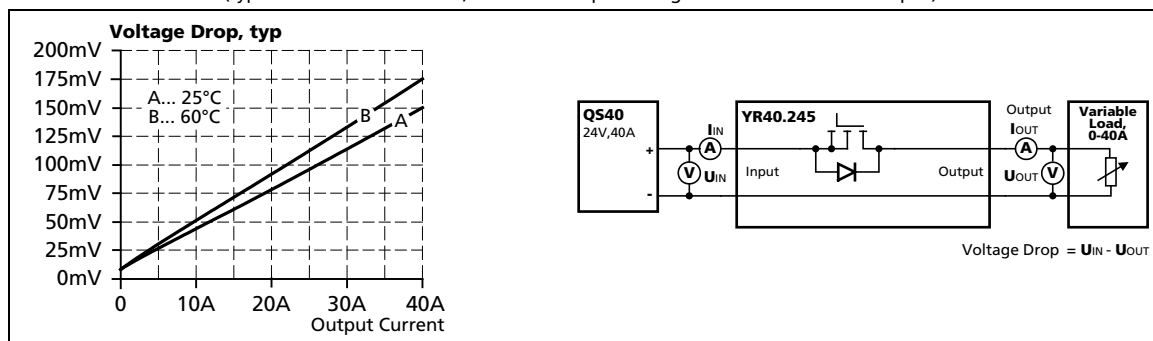 Voltage Drop, typ
200mV
175mV
150mV
125mV
100mV
75mV
50mV
25mV
0mV
A... 25°C
B... 60°C
B
A
0
10A
20A
30A
40A
Output Current
QS40
24V,40A
+
-
IIN
A
V
UIN
YR40.245
Input
Output
Output
IOUT
A
UOUT
V
Variable
Load,
0-40A
Voltage Drop = UIN - UOUT